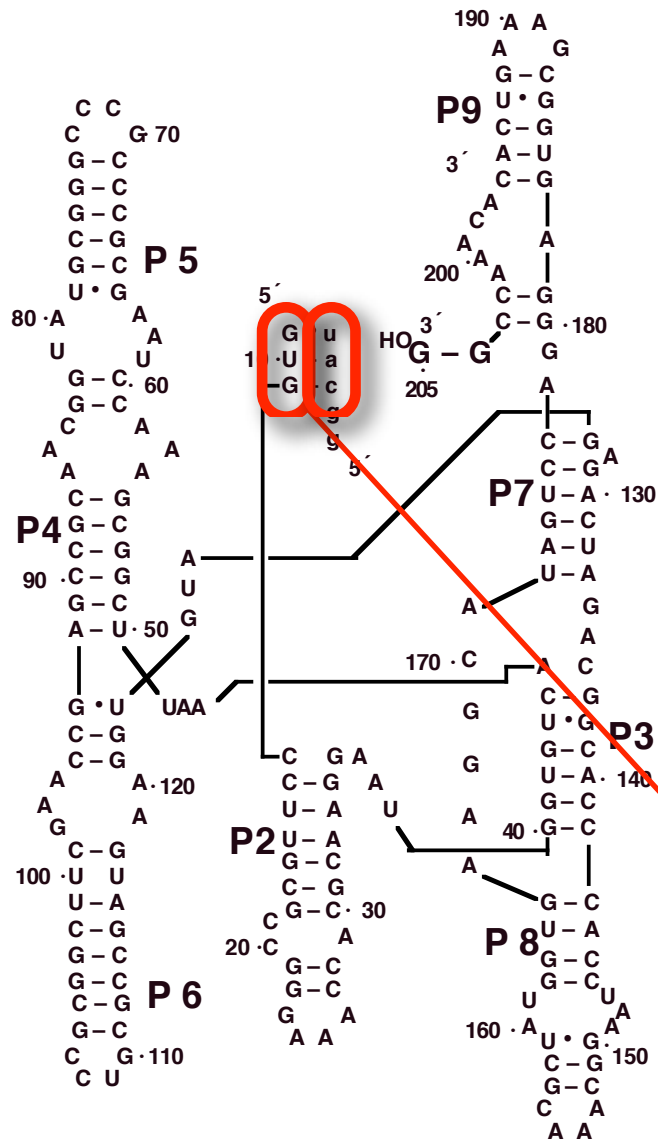 190 · A A
A G
G – C
P9 U • G
C C C – G
C G · 70 A – U
G – C 3´ C – G
G – C A
G – C C
C – G P 5 A A
G – C 200 A
U • G A G
5´ C – G
80 · A A A C – G · 180
G u HO 3´
U U 10 U a G – G G
G C 60 205
G C G c A
C A A g C – G A
A A g 5´ C – G
C – G P7 U – A · 130
G – C G – C
P4 C – G A – U
C – G A U – A
90 · C – G U A G
A – U · 50 G A
170 · C A C
G • U UAA G C – G
C – G U • G P3
C – G C G A G G – C
A A · 120 C – G A G U – A · 140
A A U – A U G – C
G A P2 U – A A 40 · G – C
C – G G – C
100 · U – U C – G A
U – A G – C · 30 G – C
C – G C A P 8 U – A
G – C 20 · C G – C
G – C G – C G – C
C – G P 6 G – C U U A
G – C G A 160 · A A
C – G · 110 A A U • G · 150
C U C – G
G – C
C A
A A